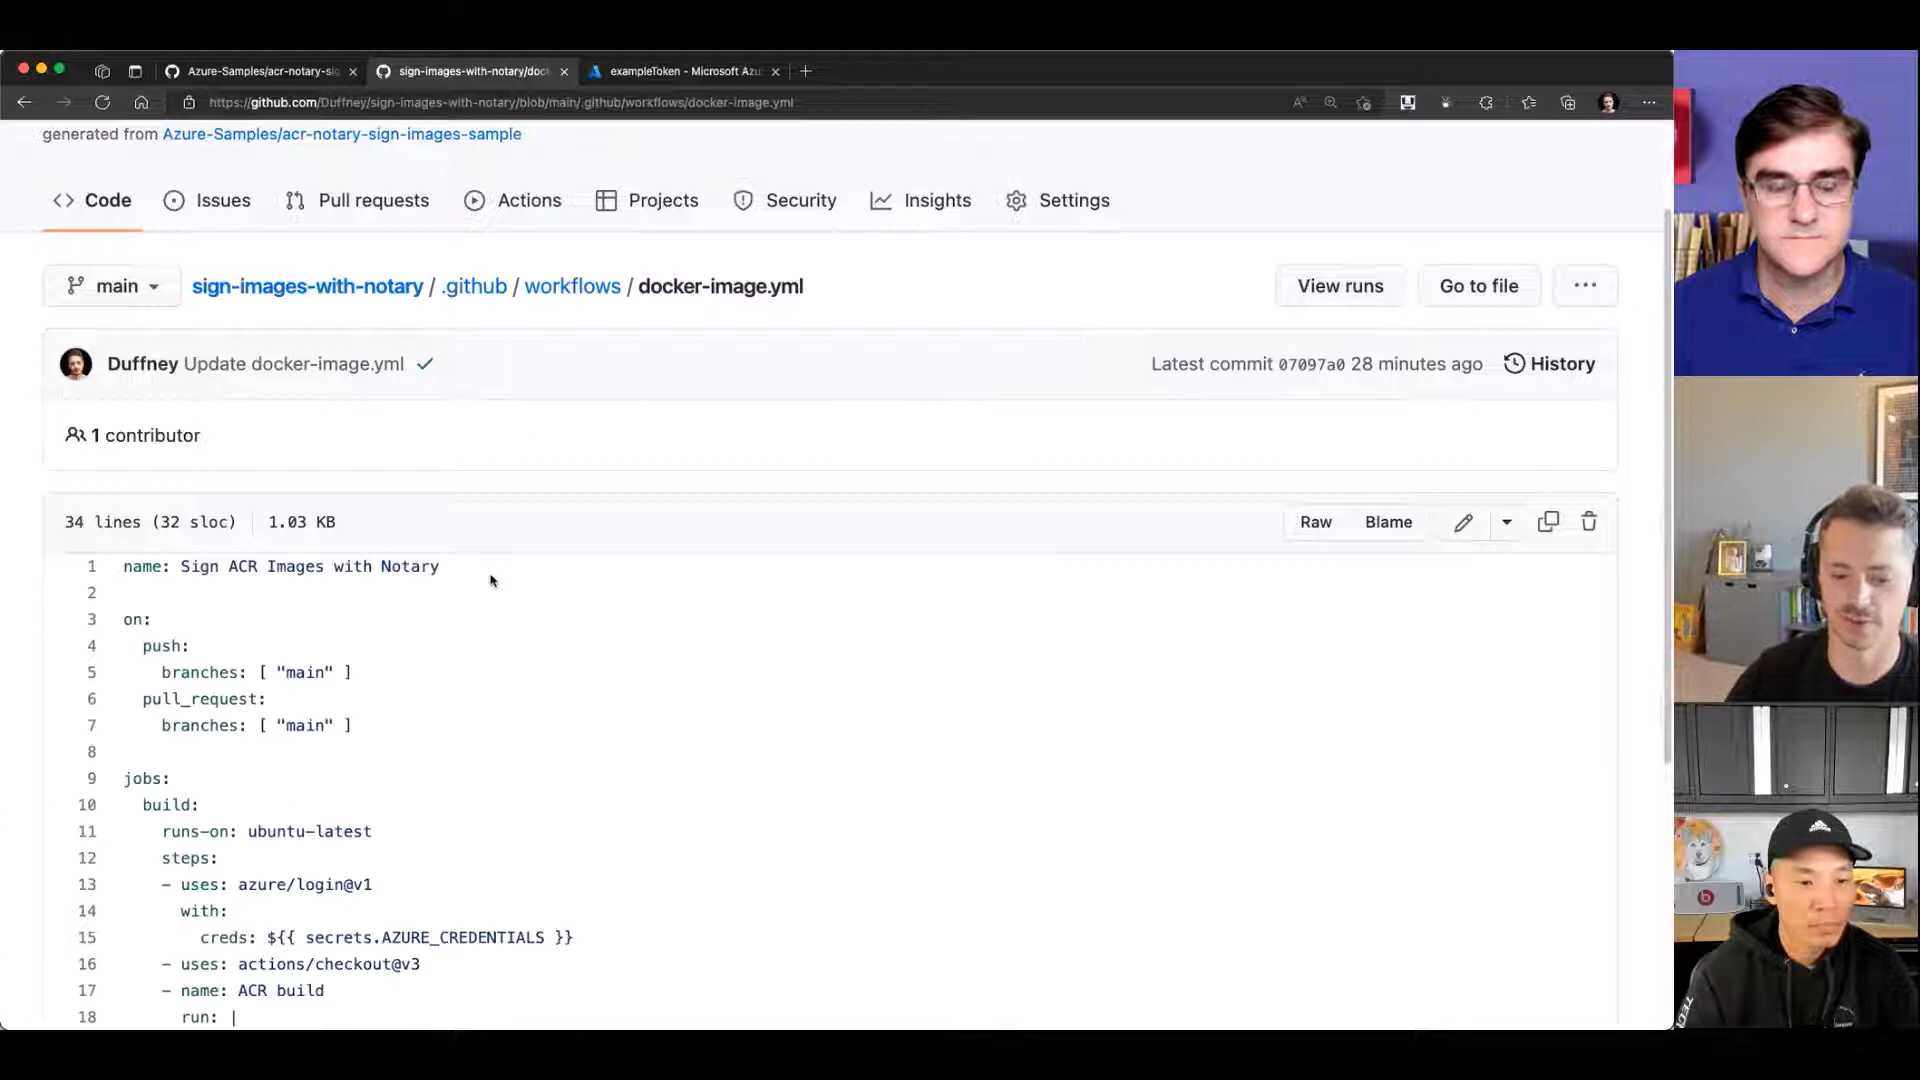 Azure-Samples/acr-notary-si
sign-images-with-notary/doc
exampleToken - Microsoft Azu
https://github.com/Duffney/sign-images-with-notary/blob/main/.github/workflows/docker-image.yml
generated from Azure-Samples/acr-notary-sign-images-sample
Code Issues Pull requests Actions Projects Security Insights Settings
main sign-images-with-notary / .github / workflows / docker-image.yml View runs Go to file ...
Duffney Update docker-image.yml Latest commit 07097a0 28 minutes ago History
1 contributor
34 lines (32 sloc) 1.03 KB Raw Blame
1 name: Sign ACR Images with Notary
2
3 on:
4 push:
5 branches: [ "main" ]
6 pull_request:
7 branches: [ "main" ]
8
9 jobs:
10 build:
11 runs-on: ubuntu-latest
12 steps:
13 - uses: azure/login@v1
14 with:
15 creds: ${{ secrets.AZURE_CREDENTIALS }}
16 - uses: actions/checkout@v3
17 - name: ACR build
18 run: |